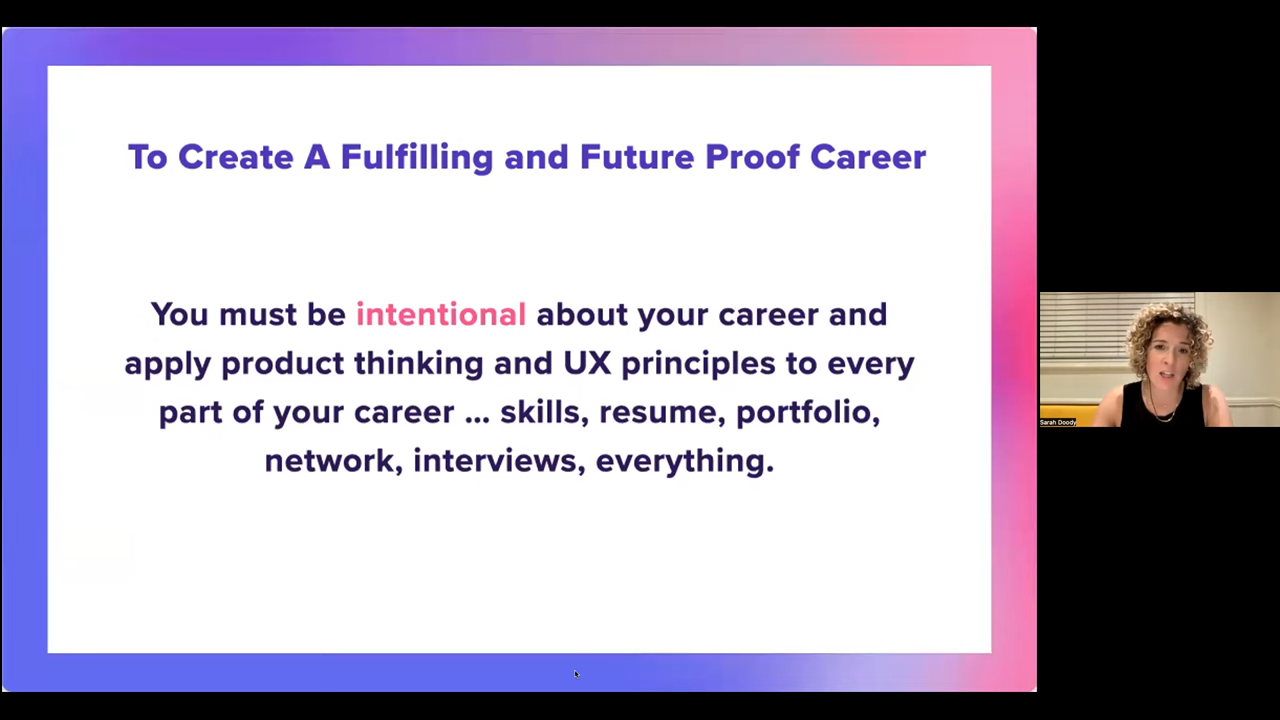 To Create A Fulfilling and Future Proof Career
You must be intentional about your career and
apply product thinking and UX principles to every
part of your career ... skills, resume, portfolio,
network, interviews, everything.
Sarah Doody